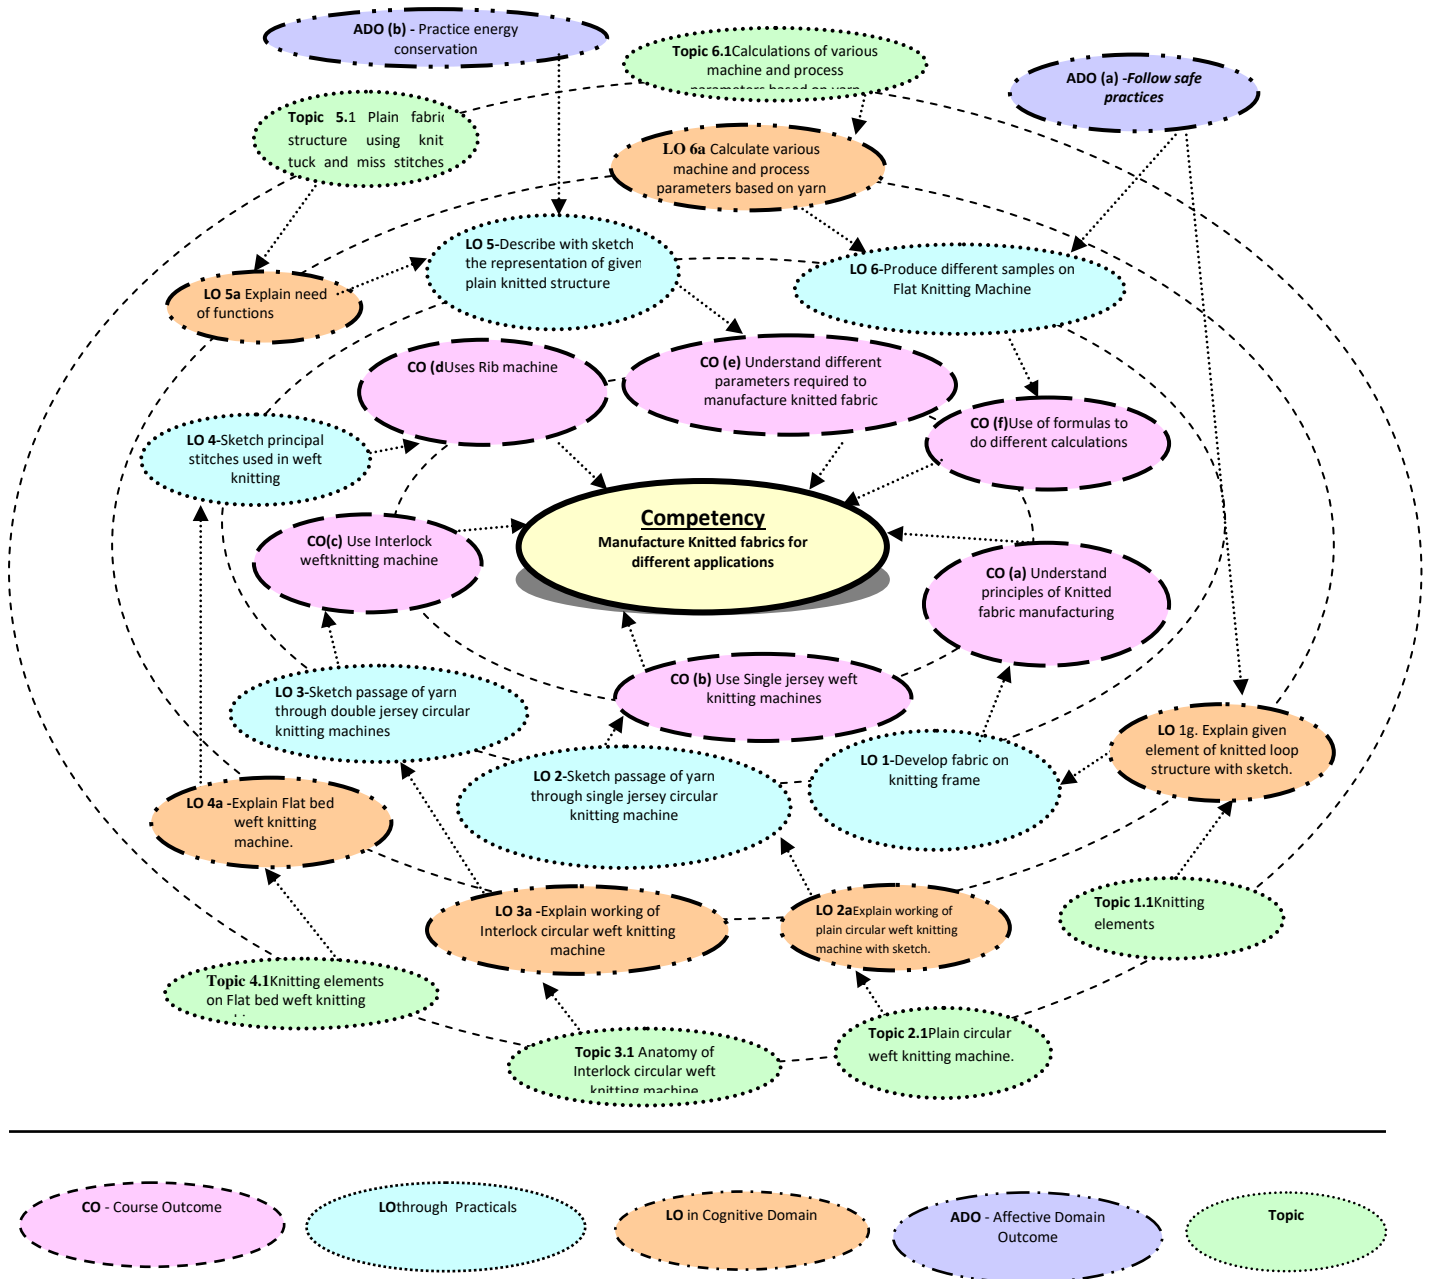 ADO (b) - Practice energy
conservation
Topic 6.1Calculations of various
machine and process
parameters based on yarn
ADO (a) -Follow safe
practices
Topic 5.1 Plain fabric
structure using knit
tuck and miss stitches
LO 6a Calculate various
machine and process
parameters based on yarn
LO 5-Describe with sketch
the representation of given
plain knitted structure
LO 6-Produce different samples on
Flat Knitting Machine
LO 5a Explain need
of functions
CO (dUses Rib machine
CO (e) Understand different
parameters required to
manufacture knitted fabric
CO (f)Use of formulas to
do different calculations
LO 4-Sketch principal
stitches used in weft
knitting
Competency
Manufacture Knitted fabrics for
different applications
CO(c) Use Interlock
weftknitting machine
CO (a) Understand
principles of Knitted
fabric manufacturing
CO (b) Use Single jersey weft
knitting machines
LO 3-Sketch passage of yarn
through double jersey circular
knitting machines
LO 1g. Explain given
element of knitted loop
structure with sketch.
LO 2-Sketch passage of yarn
through single jersey circular
knitting machine
LO 1-Develop fabric on
knitting frame
LO 4a -Explain Flat bed
weft knitting
machine.
LO 3a -Explain working of
Interlock circular weft knitting
machine
LO 2aExplain working of
plain circular weft knitting
machine with sketch.
Topic 1.1Knitting
elements
Topic 4.1Knitting elements
on Flat bed weft knitting
Topic 3.1 Anatomy of
Interlock circular weft
knitting machine
Topic 2.1Plain circular
weft knitting machine.
CO - Course Outcome
LOthrough Practicals
LO in Cognitive Domain
ADO - Affective Domain
Outcome
Topic